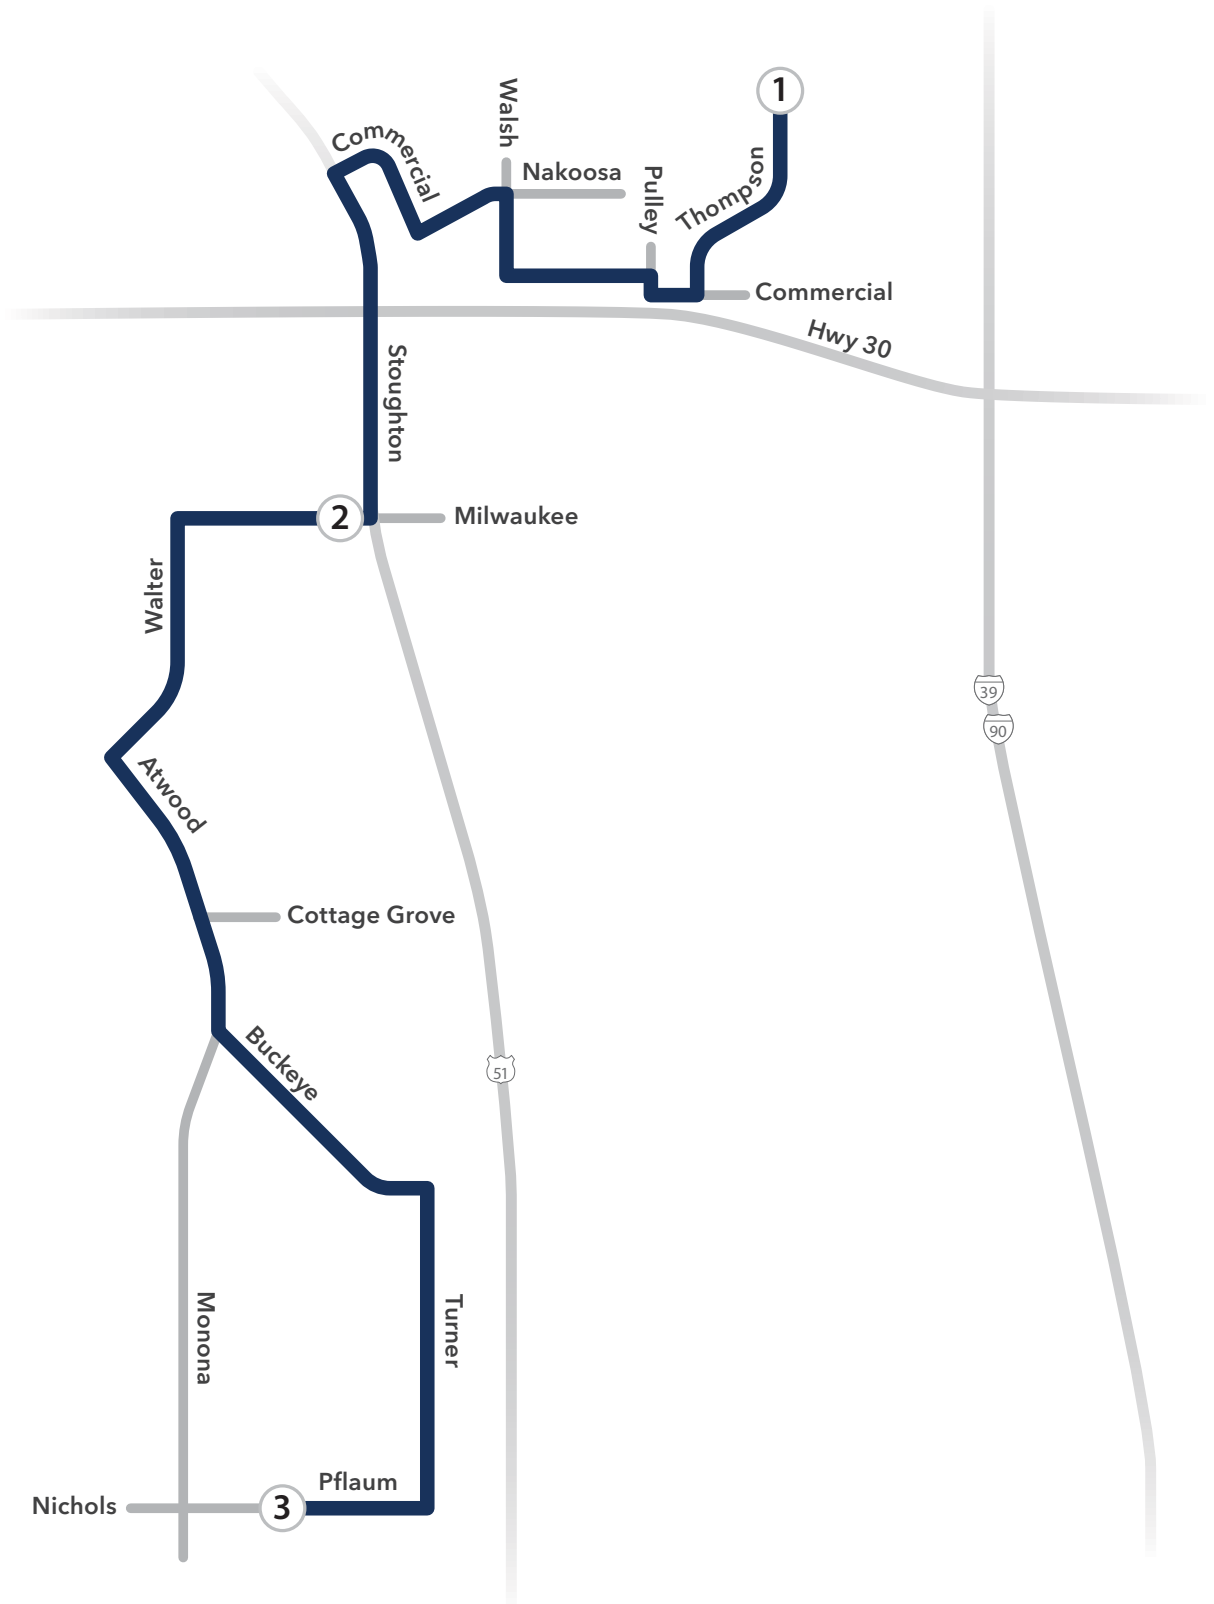 1
Walsh
Commercial
Nakoosa
Pulley
Thompson
Commercial
Hwy 30
Stoughton
2
Milwaukee
Walter
39
90
Atwood
Cottage Grove
Buckeye
51
Monona
Turner
Pflaum
Nichols
3